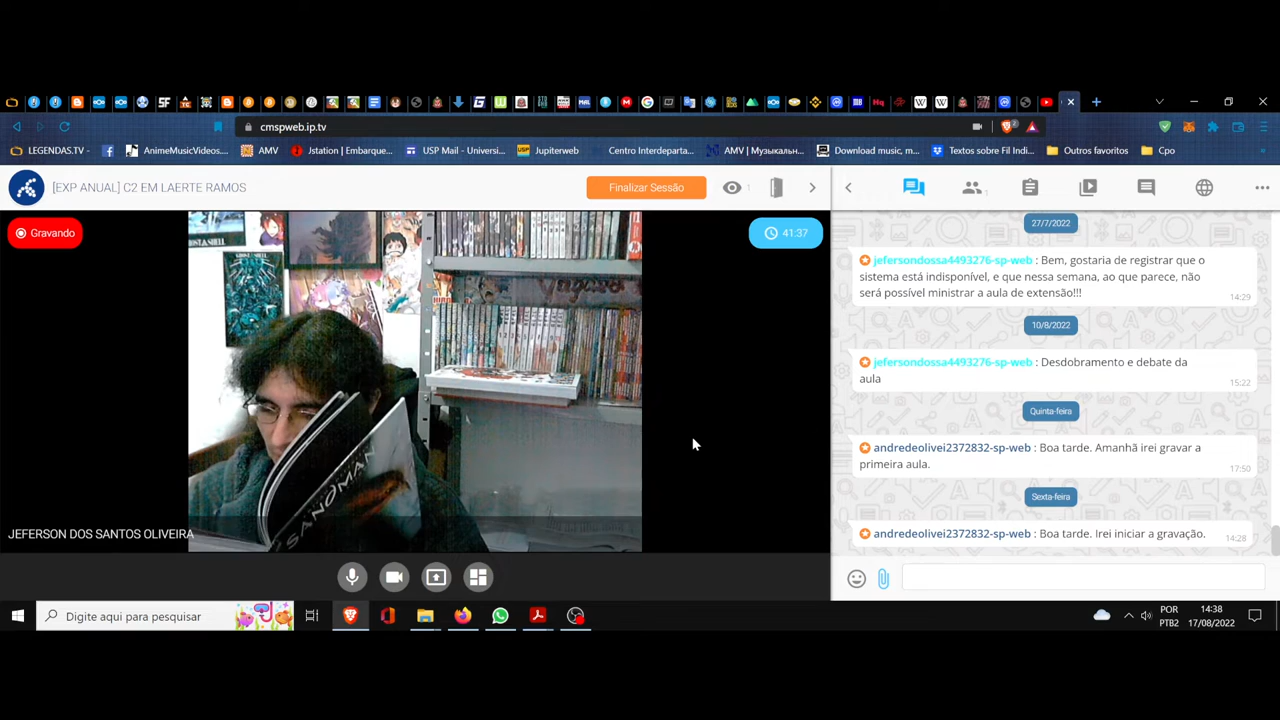 cmspweb.ip.tv
2
LEGENDAS.TV
AnimeMusicVideos...
AMV
Jstation | Embarque...
USP Mail - Universi...
Jupiterweb
Centro Interdeparta...
AMV | Музыкальн...
Download music, m...
Textos sobre Fil Indi...
Outros favoritos
Cpo
[EXP ANUAL] C2 EM LAERTE RAMOS
Finalizar Sessão
1
1
Gravando
41:37
SANDMAN
JEFERSON DOS SANTOS OLIVEIRA
27/7/2022
jefersondossa4493276-sp-web : Bem, gostaria de registrar que o
sistema está indisponível, e que nessa semana, ao que parece, não
será possível ministrar a aula de extensão!!!
14:29
10/8/2022
jefersondossa4493276-sp-web : Desdobramento e debate da
aula
15:22
Quinta-feira
andredeolivei2372832-sp-web : Boa tarde. Amanhã irei gravar a
primeira aula.
17:50
Sexta-feira
andredeolivei2372832-sp-web : Boa tarde. Irei iniciar a gravação.
14:28
Digite aqui para pesquisar
POR
PTB2
14:38
17/08/2022